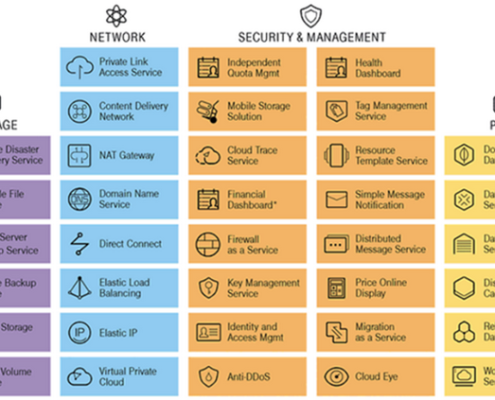 NETWORK
SECURITY & MANAGEMENT
AGE
P
Private Link
Access Service
Independent
Quota Mgmt
Health
Dashboard
Content Delivery
Network
Mobile Storage
Solution
Tag Management
Service
e Disaster
ery Service
NAT Gateway
Cloud Trace
Service
Resource
Template Service
Do
Da
le File
e
Domain Name
Service
Financial
Dashboard*
Simple Message
Notification
Da
Se
Server
o Service
Direct Connect
Firewall
as a Service
Distributed
Message Service
Da
Se
e Backup
e
Elastic Load
Balancing
Key Management
Service
Price Online
Display
Dis
Ca
Storage
e
IP
Elastic IP
Identity and
Access Mgmt
Migration
as a Service
Re
Da
Volume
e
Virtual Private
Cloud
Anti-DDoS
Cloud Eye
Wo
Se